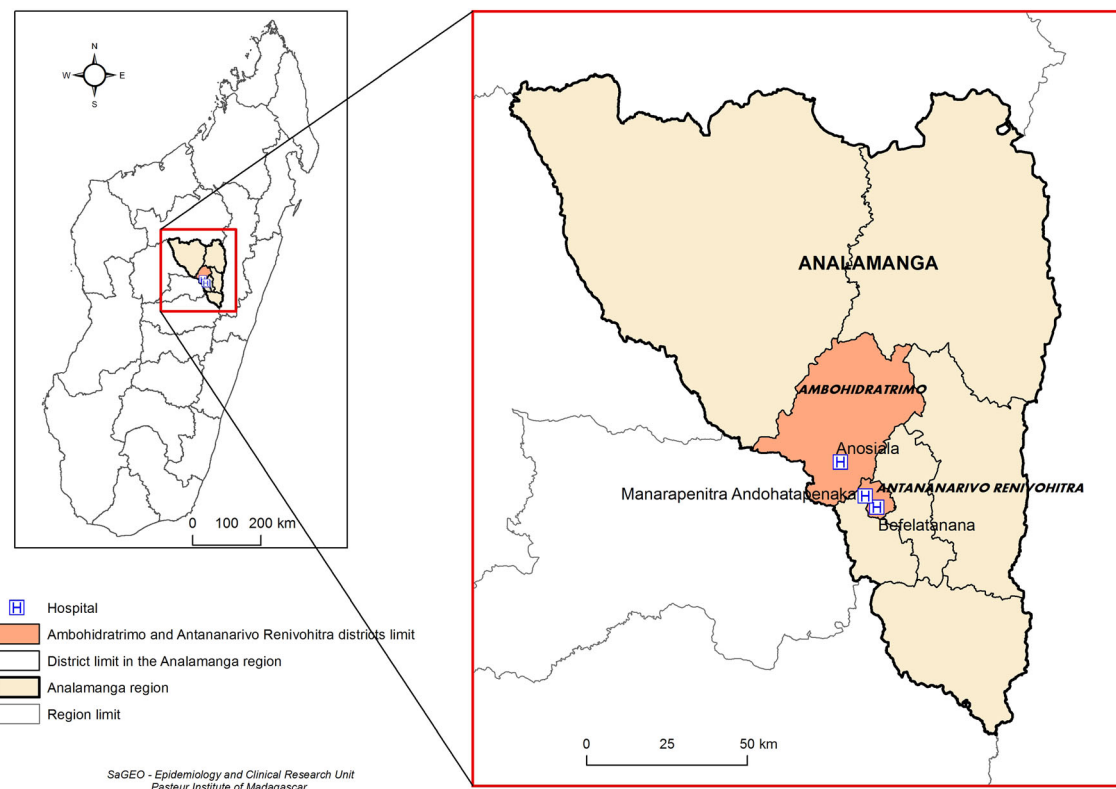 N
W E
S
0 100 200 km
H Hospital
Ambohidratrimo and Antananarivo Renivohitra districts limit
District limit in the Analamanga region
Analamanga region
Region limit
SaGEO - Epidemiology and Clinical Research Unit
Pasteur Institute of Madagascar
ANALAMANGA
AMBOHIDRATRIMO
Anosiala
H
ANTANANARIVO RENIVOHITRA
Manarapenitra Andohatapenaka H
H
Befelatanana
0 25 50 km